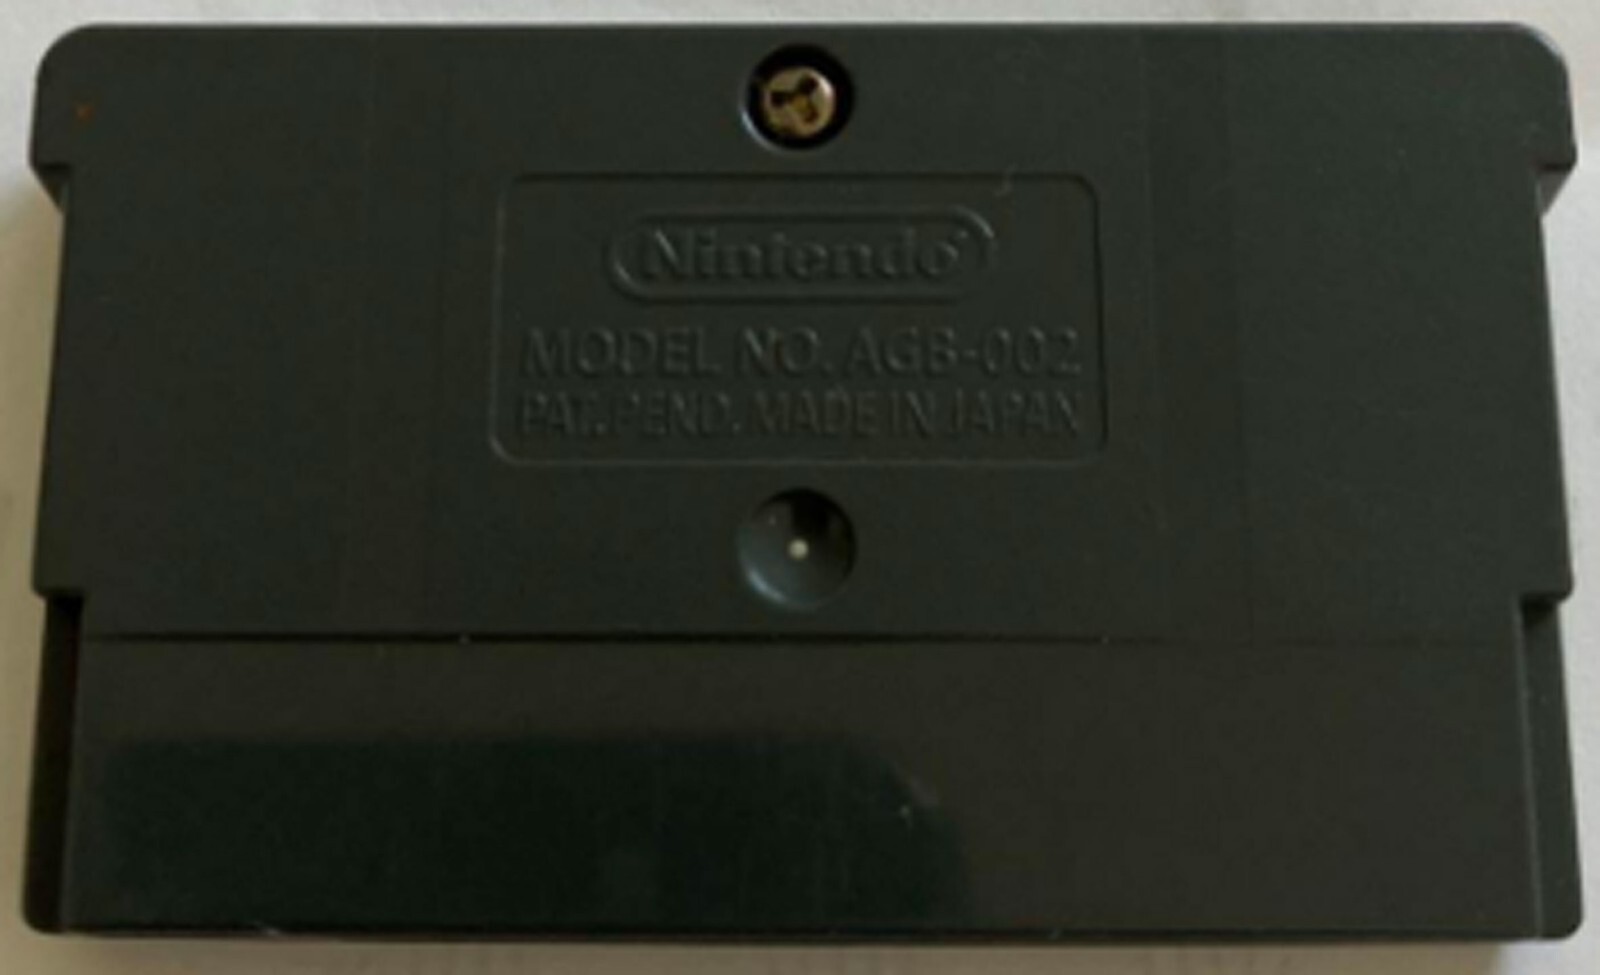 Nintendo
MODEL NO. AGB-002
PAT. PEND. MADE IN JAPAN